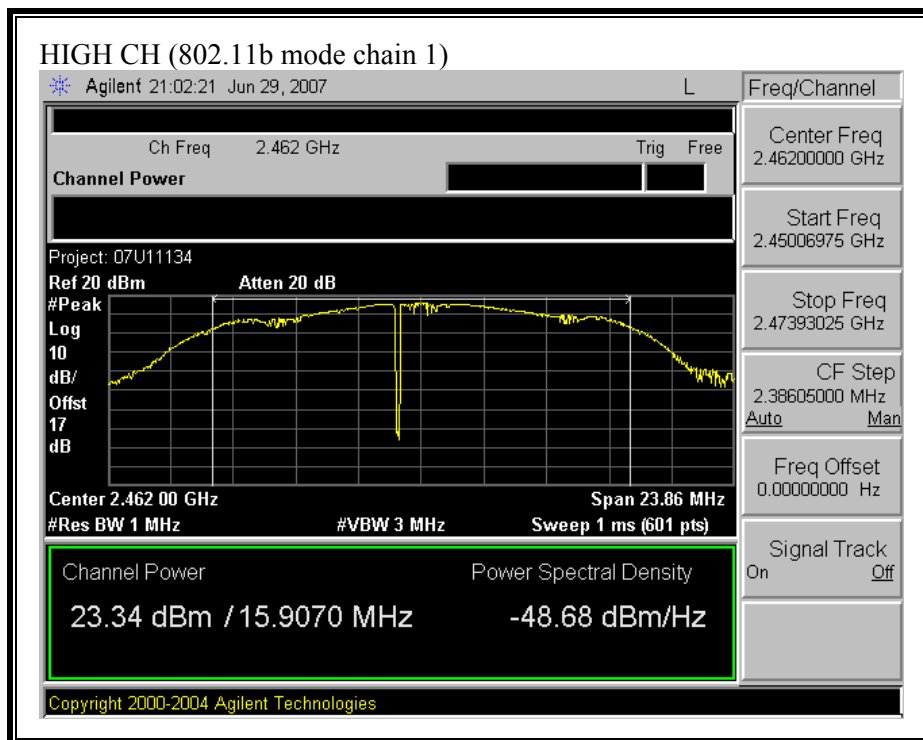 HIGH CH (802.11b mode chain 1)
Agilent 21:02:21 Jun 29, 2007 L
Freq/Channel
Ch Freq 2.462 GHz Trig Free
Channel Power
Center Freq
2.46200000 GHz
Start Freq
2.45006975 GHz
Project: 07U11134
Ref 20 dBm Atten 20 dB
#Peak
Log
10
dB/
Offst
17
dB
Stop Freq
2.47393025 GHz
CF Step
2.38605000 MHz
Auto Man
Center 2.462 00 GHz Span 23.86 MHz
#Res BW 1 MHz #VBW 3 MHz Sweep 1 ms (601 pts)
Freq Offset
0.00000000 Hz
Signal Track
On Off
Channel Power Power Spectral Density
23.34 dBm / 15.9070 MHz -48.68 dBm/Hz
Copyright 2000-2004 Agilent Technologies